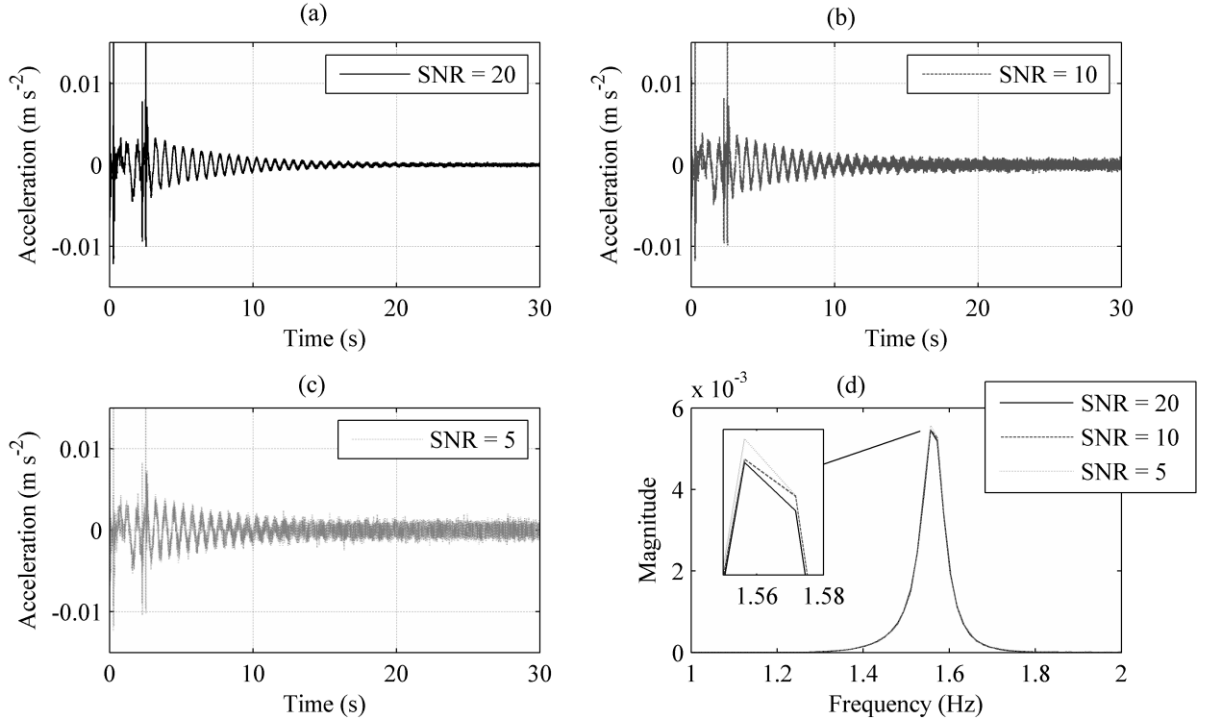 (a)
Acceleration (m s-2)
0.01
0
-0.01
SNR = 20
0 10 20 30
Time (s)
(b)
Acceleration (m s-2)
0.01
0
-0.01
SNR = 10
0 10 20 30
Time (s)
(c)
Acceleration (m s-2)
0.01
0
-0.01
SNR = 5
0 10 20 30
Time (s)
(d)
x 10-3
Magnitude
6
4
2
0
SNR = 20
SNR = 10
SNR = 5
1.56 1.58
1 1.2 1.4 1.6 1.8 2
Frequency (Hz)